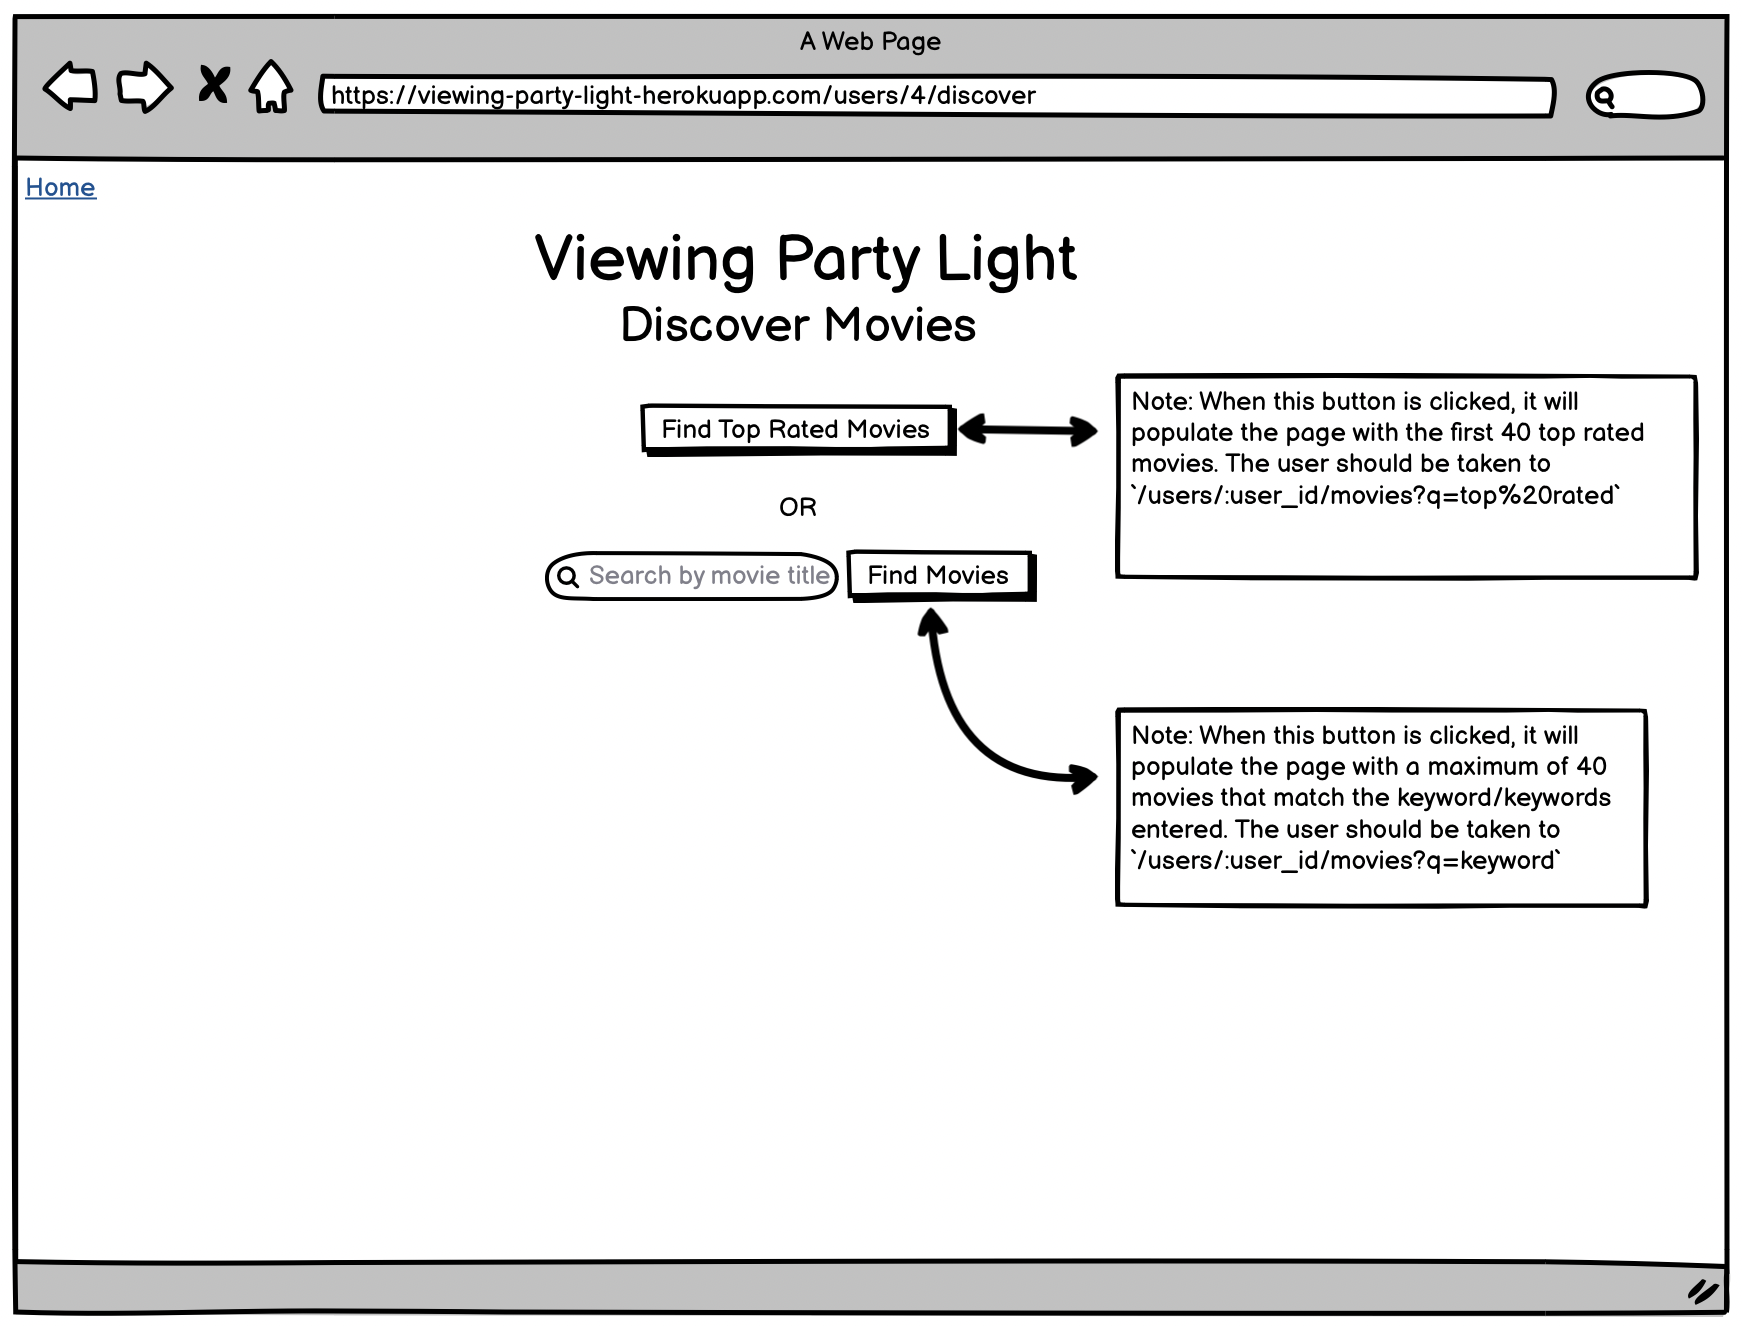 A Web Page
https://viewing-party-light-herokuapp.com/users/4/discover
Home
Viewing Party Light
Discover Movies
Find Top Rated Movies
Note: When this button is clicked, it will
populate the page with the first 40 top rated
movies. The user should be taken to
`/users/:user_id/movies?q=top%20rated`
OR
Search by movie title
Find Movies
Note: When this button is clicked, it will
populate the page with a maximum of 40
movies that match the keyword/keywords
entered. The user should be taken to
`/users/:user_id/movies?q=keyword`